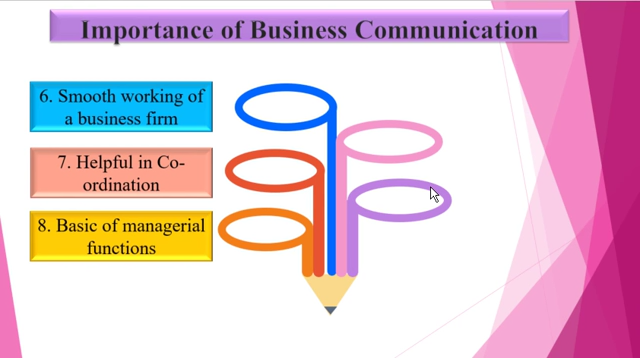 Importance of Business Communication
6. Smooth working of
a business firm
7. Helpful in Co-
ordination
8. Basic of managerial
functions